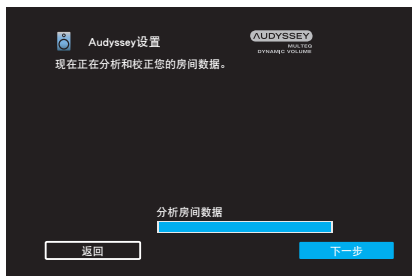 Audyssey设置
AUDYSSEY
MULTEQ
DYNAMIC VOLUME
现在正在分析和校正您的房间数据。
分析房间数据
返回
下一步